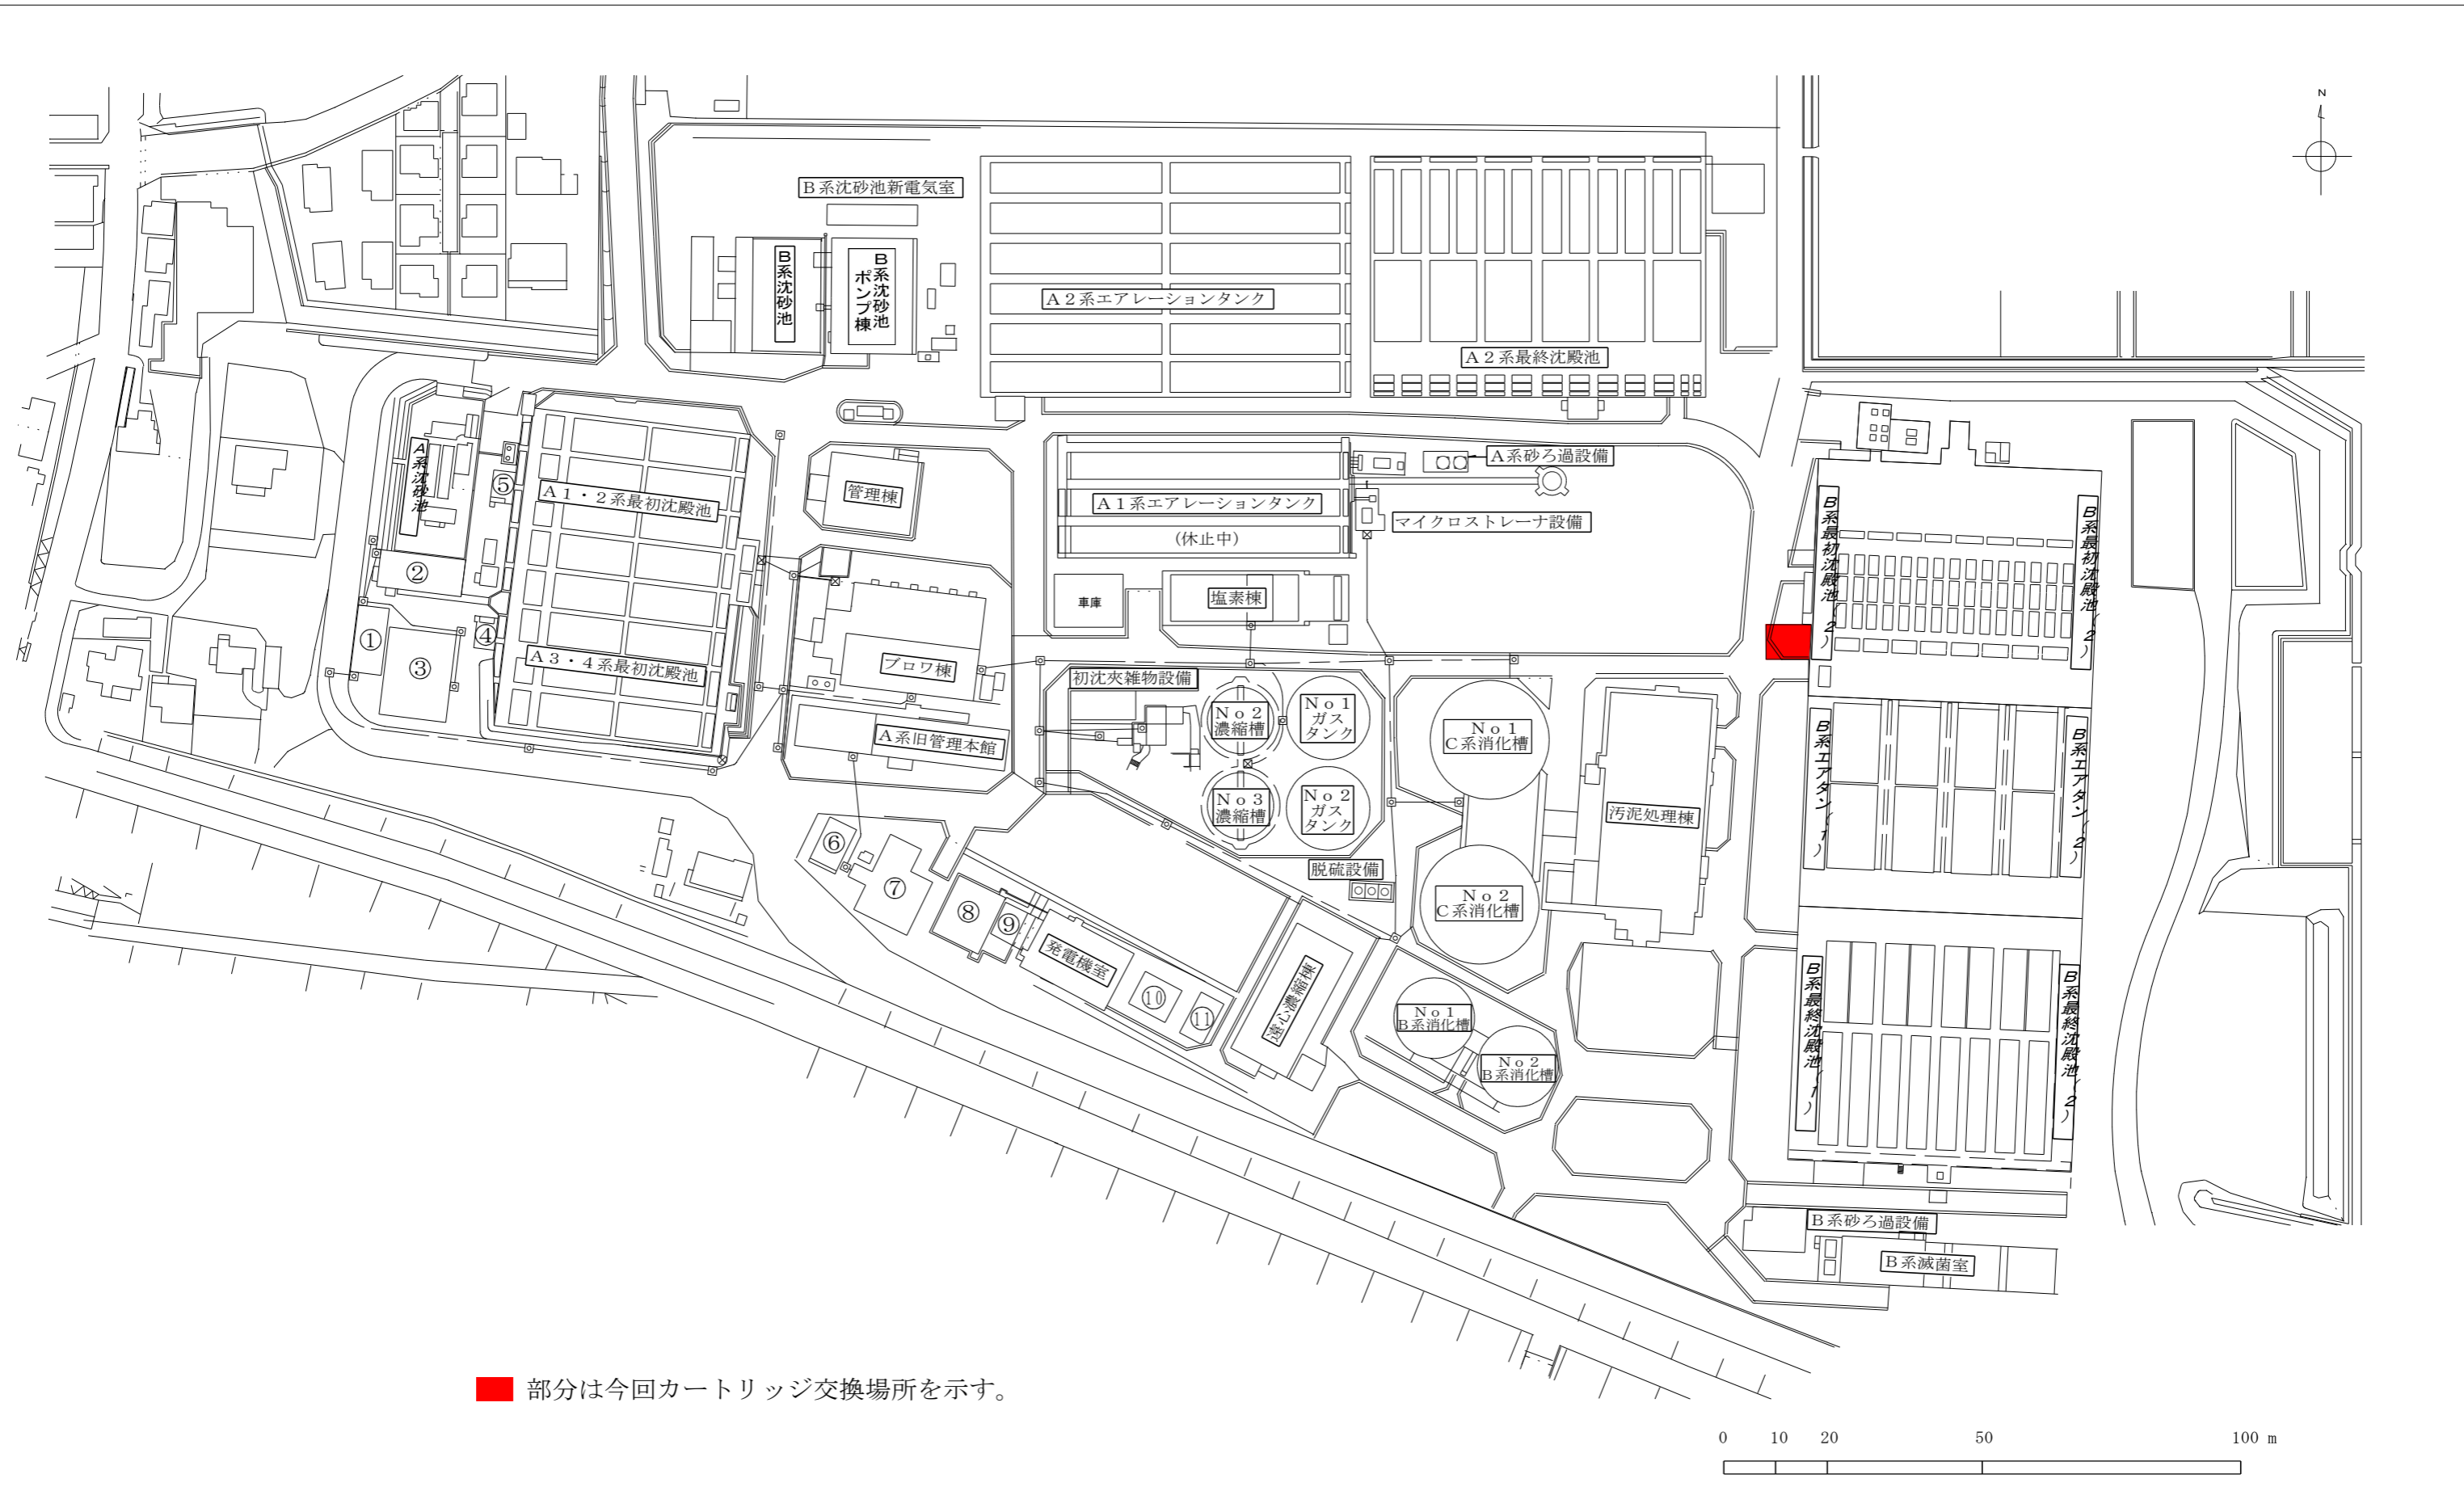 N
B系沈砂池新電気室
B系沈砂池
B系沈砂池
ポンプ棟
A2系エアレーションタンク
A2系最終沈殿池
A系沈砂池
⑤
A1・2系最初沈殿池
管理棟
A1系エアレーションタンク
(休止中)
A系砂ろ過設備
マイクロストレーナ設備
B系最初沈殿池(2)
B系最初沈殿池(2)
②
①
③
④
A3・4系最初沈殿池
ブロワ棟
車庫
塩素棟
初沈夾雑物設備
No2
濃縮槽
No1
ガス
タンク
No1
C系消化槽
A系旧管理本館
No3
濃縮槽
No2
ガス
タンク
汚泥処理棟
B系エアタン(1)
B系エアタン(2)
⑥
⑦
⑧
⑨
発電機室
⑩
⑪
脱硫設備
No2
C系消化槽
遠心濃縮棟
No1
B系消化槽
No2
B系消化槽
B系最終沈殿池(1)
B系最終沈殿池(2)
B系砂ろ過設備
B系滅菌室
部分は今回カートリッジ交換場所を示す。
0 10 20 50 100 m